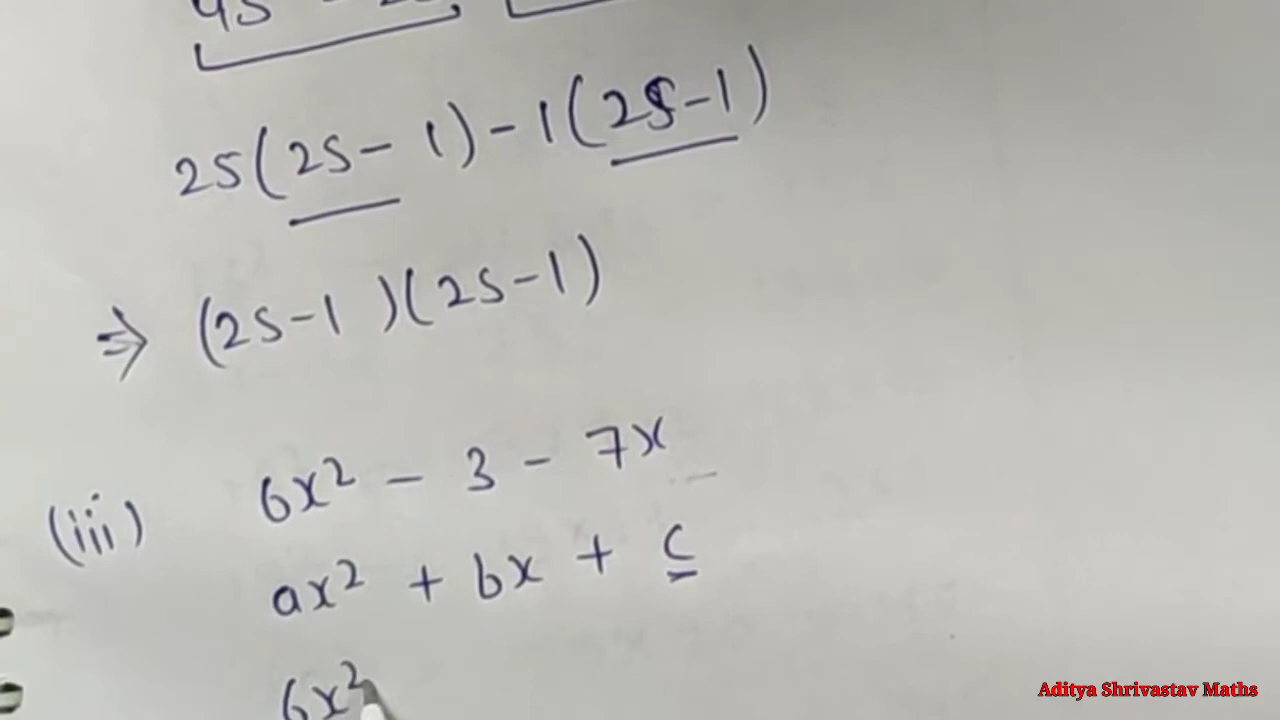 2s(2s-1)-1(2s-1)
⇒ (2s-1)(2s-1)
(iii) 6x² - 3 - 7x
ax² + bx + c
6x²
Aditya Shrivastav Maths